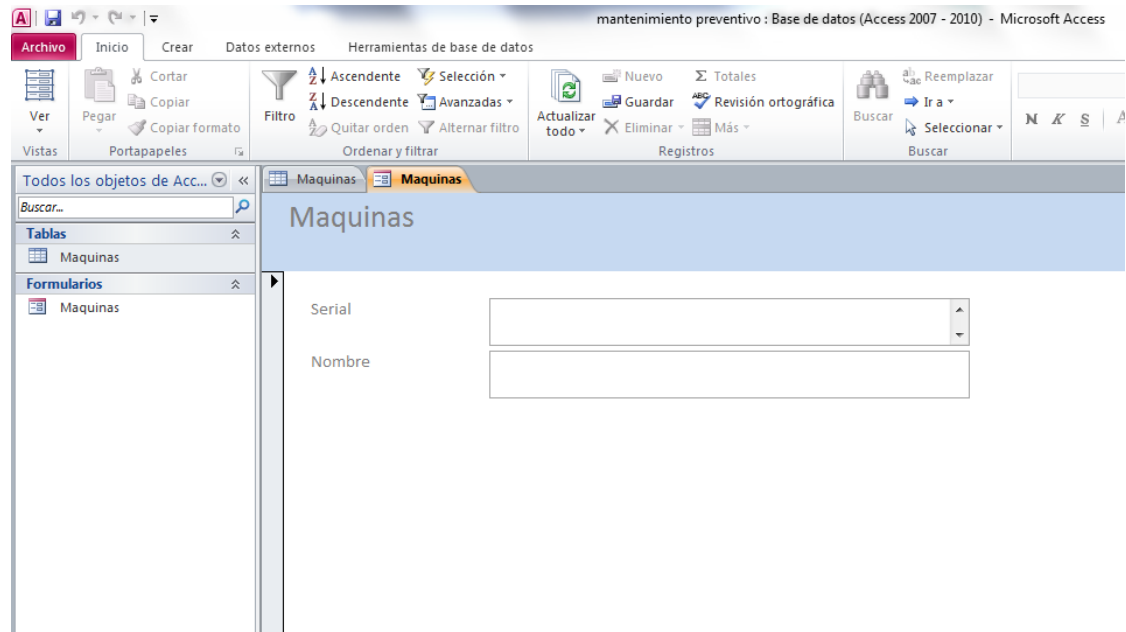 A
mantenimiento preventivo : Base de datos (Access 2007 - 2010) - Microsoft Access
Archivo Inicio Crear Datos externos Herramientas de base de datos
Ver
Vistas
Pegar
Cortar
Copiar
Copiar formato
Portapapeles
Filtro
Ascendente
Descendente
Quitar orden
Selección
Avanzadas
Alternar filtro
Ordenar y filtrar
Actualizar
todo
Nuevo
Guardar
Eliminar
Totales
Revisión ortográfica
Más
Registros
Buscar
Reemplazar
Ir a
Seleccionar
Buscar
N K S
Todos los objetos de Acc... «
Buscar...
Tablas
Maquinas
Formularios
Maquinas
Maquinas Maquinas
Maquinas
Serial
Nombre